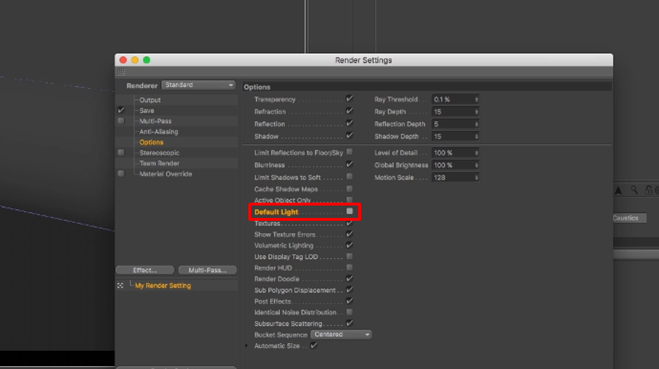 Render Settings
Renderer Standard
Options
Output
Save
Multi-Pass
Anti-Aliasing
Options
Stereoscopic
Team Render
Material Override
Effect...
Multi-Pass...
My Render Setting
Transparency
Refraction
Reflection
Shadow
Ray Threshold 0.1 %
Ray Depth 15
Reflection Depth 5
Shadow Depth 15
Limit Reflections to Floor/Sky
Blurriness
Limit Shadows to Soft
Cache Shadow Maps
Active Object Only
Default Light
Textures
Show Texture Errors
Volumetric Lighting
Use Display Tag LOD
Render HUD
Render Doodle
Sub Polygon Displacement
Post Effects
Identical Noise Distribution
Subsurface Scattering
Bucket Sequence Centered
Automatic Size
Level of Detail 100 %
Global Brightness 100 %
Motion Scale 128
Caustics